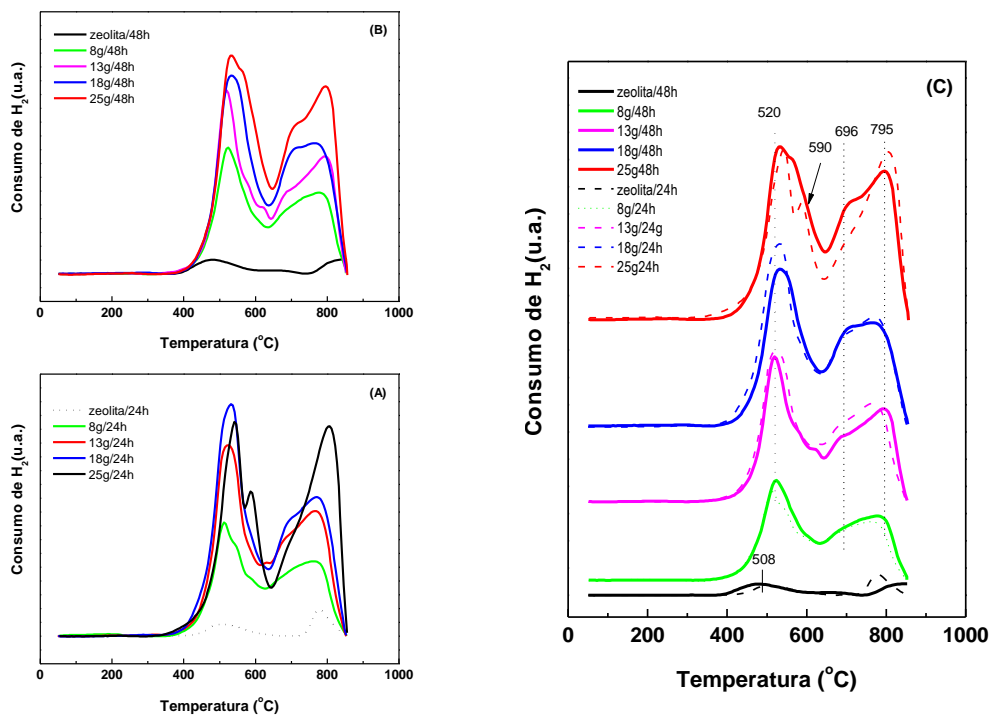 (B)
zeolita/48h
8g/48h
13g/48h
18g/48h
25g/48h
Consumo de H2(u.a.)
0 200 400 600 800 1000
Temperatura (oC)
(A)
zeolita/24h
8g/24h
13g/24h
18g/24h
25g/24h
Consumo de H2(u.a.)
0 200 400 600 800 1000
Temperatura (oC)
(C)
zeolita/48h
8g/48h
13g/48h
18g/48h
25g48h
zeolita/24h
8g/24h
13g/24g
18g/24h
25g24h
520
590
696
795
508
Consumo de H2(u.a.)
0 200 400 600 800 1000
Temperatura (oC)